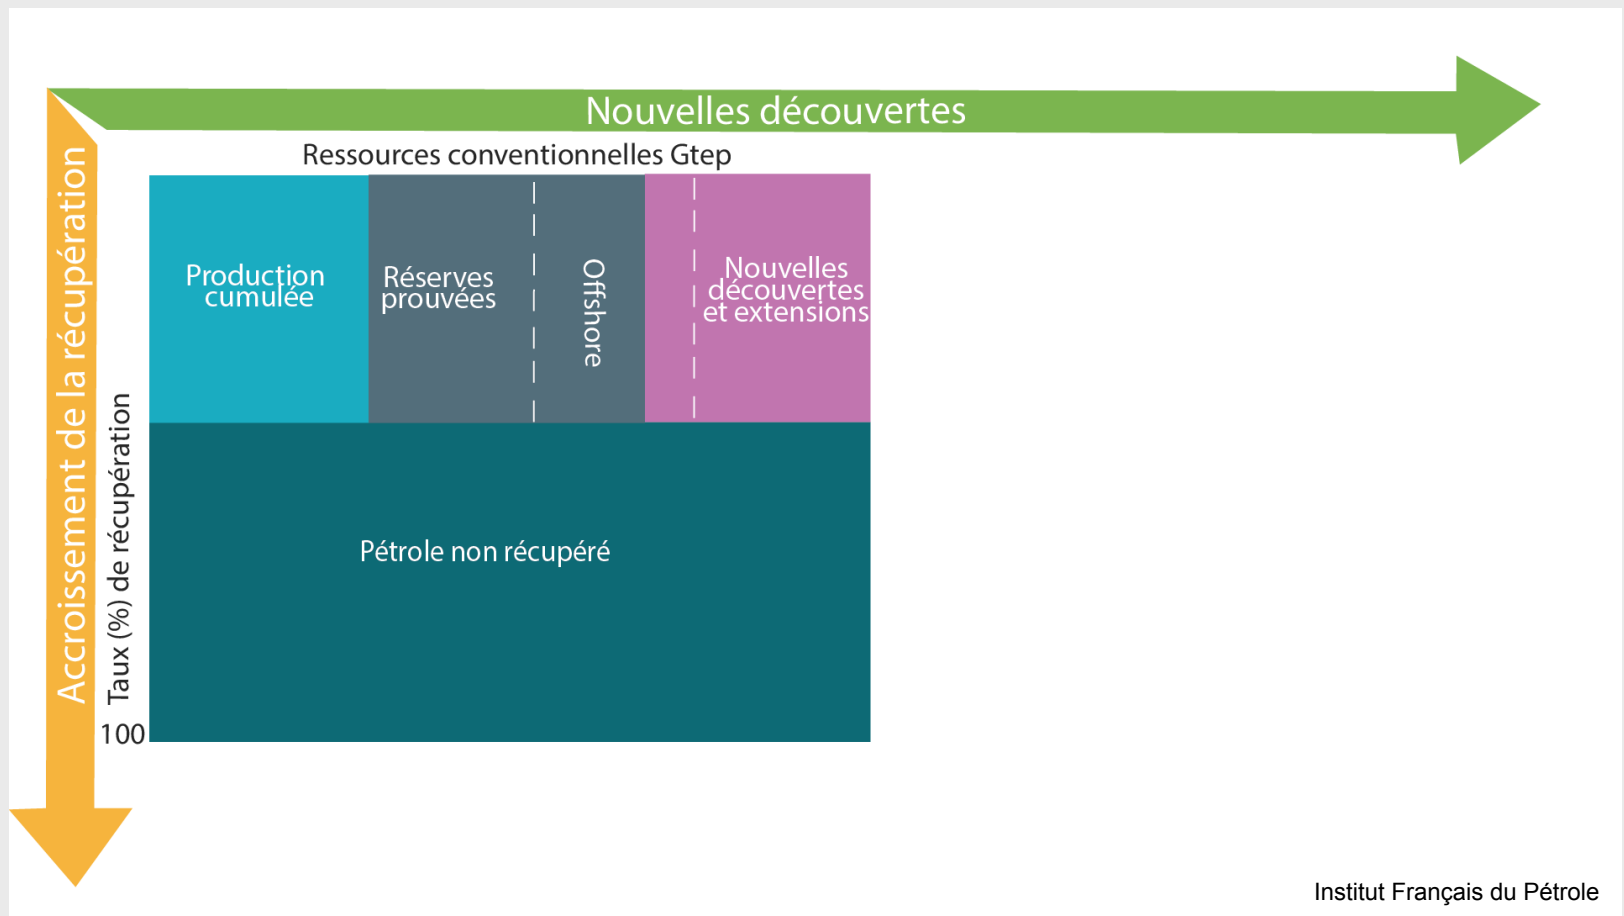 Nouvelles découvertes
Ressources conventionnelles Gtep
Accroissement de la récupération
Taux (%) de récupération
100
Production
cumulée
Réserves
prouvées
Offshore
Nouvelles
découvertes
et extensions
Pétrole non récupéré
Institut Français du Pétrole